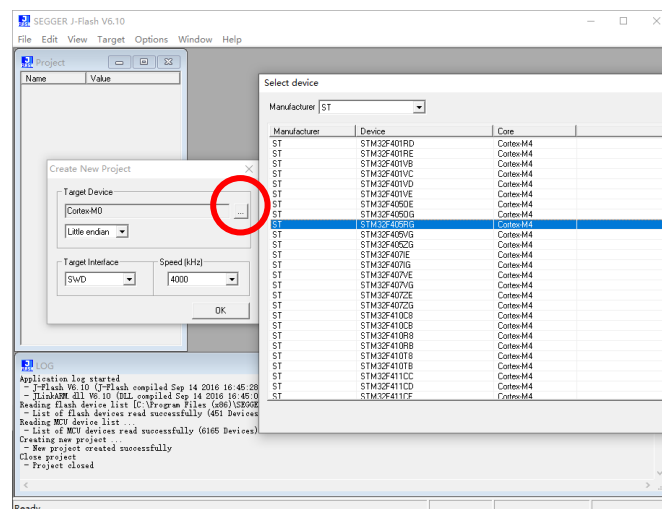 SEGGER J-Flash V6.10
File Edit View Target Options Window Help
Project
Name Value
Create New Project
Target Device
Cortex-M0
...
Little endian
Target Interface
Speed (kHz)
SWD
4000
OK
Select device
Manufacturer ST
Manufacturer Device Core
ST STM32F401RD Cortex-M4
ST STM32F401RE Cortex-M4
ST STM32F401VB Cortex-M4
ST STM32F401VC Cortex-M4
ST STM32F401VD Cortex-M4
ST STM32F401VE Cortex-M4
ST STM32F405OE Cortex-M4
ST STM32F405OG Cortex-M4
ST STM32F405RG Cortex-M4
ST STM32F405VG Cortex-M4
ST STM32F405ZG Cortex-M4
ST STM32F407IE Cortex-M4
ST STM32F407IG Cortex-M4
ST STM32F407VE Cortex-M4
ST STM32F407VG Cortex-M4
ST STM32F407ZE Cortex-M4
ST STM32F407ZG Cortex-M4
ST STM32F410C8 Cortex-M4
ST STM32F410CB Cortex-M4
ST STM32F410R8 Cortex-M4
ST STM32F410RB Cortex-M4
ST STM32F410T8 Cortex-M4
ST STM32F410TB Cortex-M4
ST STM32F411CC Cortex-M4
ST STM32F411CD Cortex-M4
ST STM32F411CE Cortex-M4
LOG
Application log started
- J-Flash V6.10 (J-Flash compiled Sep 14 2016 16:45:28
- JLinkARM.dll V6.10 (DLL compiled Sep 14 2016 16:45:0
Reading flash device list [C:\Program Files (x86)\SEGGE
- List of flash devices read successfully (451 Devices
Reading MCU device list ...
- List of MCU devices read successfully (6165 Devices)
Creating new project ...
- New project created successfully
Close project
- Project closed
Ready